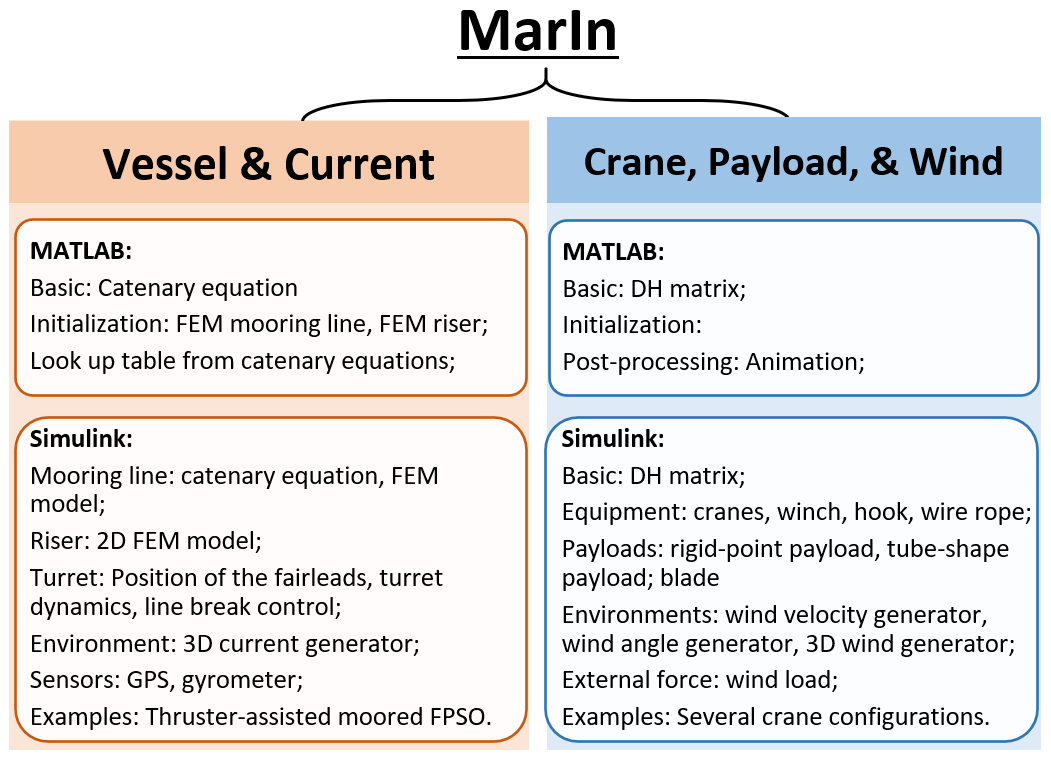 MarIn
Vessel & Current
MATLAB:
Basic: Catenary equation
Initialization: FEM mooring line, FEM riser;
Look up table from catenary equations;
Simulink:
Mooring line: catenary equation, FEM
model;
Riser: 2D FEM model;
Turret: Position of the fairleads, turret
dynamics, line break control;
Environment: 3D current generator;
Sensors: GPS, gyrometer;
Examples: Thruster-assisted moored FPSO.
Crane, Payload, & Wind
MATLAB:
Basic: DH matrix;
Initialization:
Post-processing: Animation;
Simulink:
Basic: DH matrix;
Equipment: cranes, winch, hook, wire rope;
Payloads: rigid-point payload, tube-shape
payload; blade
Environments: wind velocity generator,
wind angle generator, 3D wind generator;
External force: wind load;
Examples: Several crane configurations.